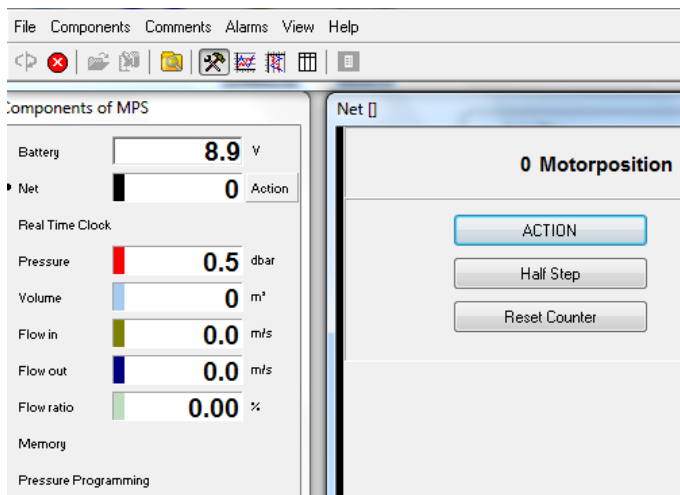 File Components Comments Alarms View Help
Components of MPS
Battery 8.9 V
Net 0 Action
Real Time Clock
Pressure 0.5 dbar
Volume 0 m³
Flow in 0.0 m/s
Flow out 0.0 m/s
Flow ratio 0.00 %
Memory
Pressure Programming
Net []
0 Motorposition
ACTION
Half Step
Reset Counter